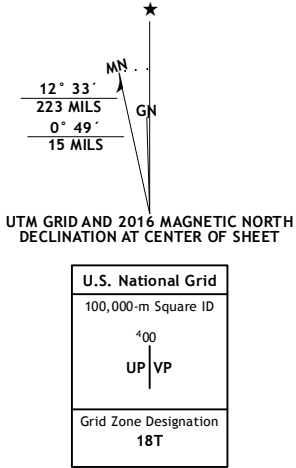 ★
MN
12° 33´
223 MILS
GN
0° 49´
15 MILS
UTM GRID AND 2016 MAGNETIC NORTH
DECLINATION AT CENTER OF SHEET
U.S. National Grid
100,000-m Square ID
⁴00
UP VP
Grid Zone Designation
18T